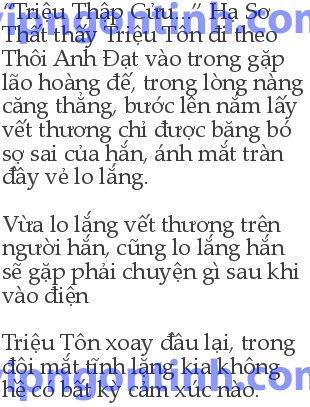 “Triệu Thập Cửu...” Hạ Sơ
Thất thấy Triệu Tôn đi theo
Thôi Anh Đạt vào trong gặp
lão hoàng đế, trong lòng nàng
căng thẳng, bước lên nắm lấy
vết thương chỉ được băng bó
sợ sai của hắn, ánh mắt tràn
đầy vẻ lo lắng.
Vừa lo lắng vết thương trên
người hắn, cũng lo lắng hắn
sẽ gặp phải chuyện gì sau khi
vào điện
Triệu Tôn xoay đầu lại, trong
đôi mắt tĩnh lặng kia không
hề có bất kỳ cảm xúc nào.
vipngontinh.com